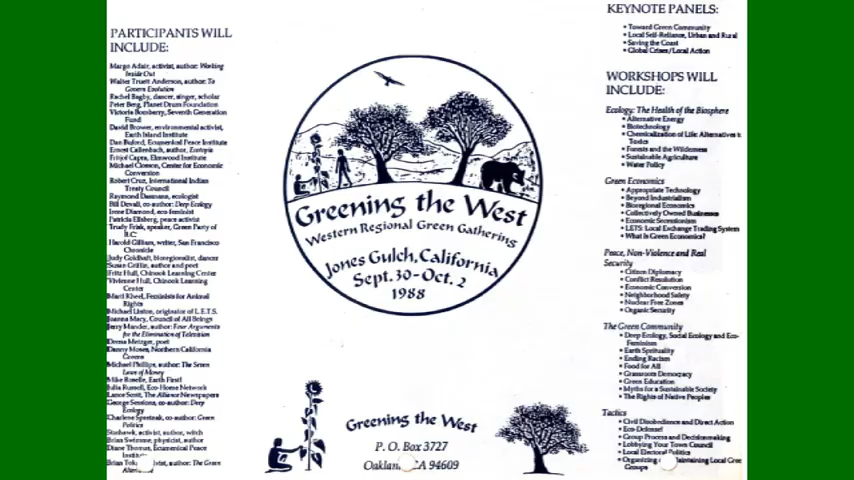 PARTICIPANTS WILL
INCLUDE:
Margo Adair, activist, author: Working
Inside Out
Walter Truett Anderson, author: To
Govern Evolution
Rachel Bagby, dancer, singer, scholar
Peter Berg, Planet Drum Foundation
Victoria Bomberry, Seventh Generation
Fund
David Brower, environmental activist,
Earth Island Institute
Dan Buford, Ecumenical Peace Institute
Ernest Callenbach, author, Ecotopia
Fritjof Capra, Elmwood Institute
Michael Closson, Center for Economic
Conversion
Robert Cruz, International Indian
Treaty Council
Raymond Dasmann, ecologist
Bill Devall, co-author: Deep Ecology
Irene Diamond, eco-feminist
Patricia Ellsberg, peace activist
Trudy Frisk, speaker, Green Party of
B.C.
Harold Gilliam, writer, San Francisco
Chronicle
Judy Goldhaft, bioregionalist, dancer
Susan Griffin, author and poet
Fritz Hull, Chinook Learning Center
Vivienne Hull, Chinook Learning
Center
Marti Kheel, Feminists for Animal
Rights
Michael Linton, originator of L.E.T.S.
Joanna Macy, Council of All Beings
Jerry Mander, author: Four Arguments
for the Elimination of Television
Deena Metzger, poet
Danny Moses, Northern California
Greens
Michael Phillips, author: The Seven
Laws of Money
Mike Roselle, Earth First!
Julia Russell, Eco-Home Network
Lance Scott, The Alliance Newspapers
George Sessions, co-author: Deep
Ecology
Charlene Spretnak, co-author: Green
Politics
Starhawk, activist, author, witch
Brian Swimme, physicist, author
Diane Thomas, Ecumenical Peace
Brian author: The Green
Greening the West
Western Regional Green Gathering
Jones Gulch, California
Sept. 30-Oct. 2
1988
Greening the West
P. O. Box 3727
Oakland, CA 94609
KEYNOTE PANELS:
• Toward Green Community
• Local Self-Reliance, Urban and Rural
• Saving the Coast
• Global Crises/Local Action
WORKSHOPS WILL
INCLUDE:
Ecology: The Health of the Biosphere
• Alternative Energy
• Biotechnology
• Chemicalization of Life: Alternatives to
Toxics
• Forests and the Wilderness
• Sustainable Agriculture
• Water Policy
Green Economics
• Appropriate Technology
• Beyond Industrialism
• Bioregional Economics
• Collectively Owned Businesses
• Economic Secessionism
• LETS: Local Exchange Trading System
• What Is Green Economics?
Peace, Non-Violence and Real
Security
• Citizen Diplomacy
• Conflict Resolution
• Economic Conversion
• Neighborhood Safety
• Nuclear Free Zones
• Organic Security
The Green Community
• Deep Ecology, Social Ecology and Eco-
Feminism
• Earth Spirituality
• Ending Racism
• Food for All
• Grassroots Democracy
• Green Education
• Myths for a Sustainable Society
• The Rights of Native Peoples
Tactics
• Civil Disobedience and Direct Action
• Eco-Defense!
• Group Process and Decisionmaking
• Lobbying Your Town Council
• Local Electoral Politics
• Organizing Maintaining Local Green
Groups